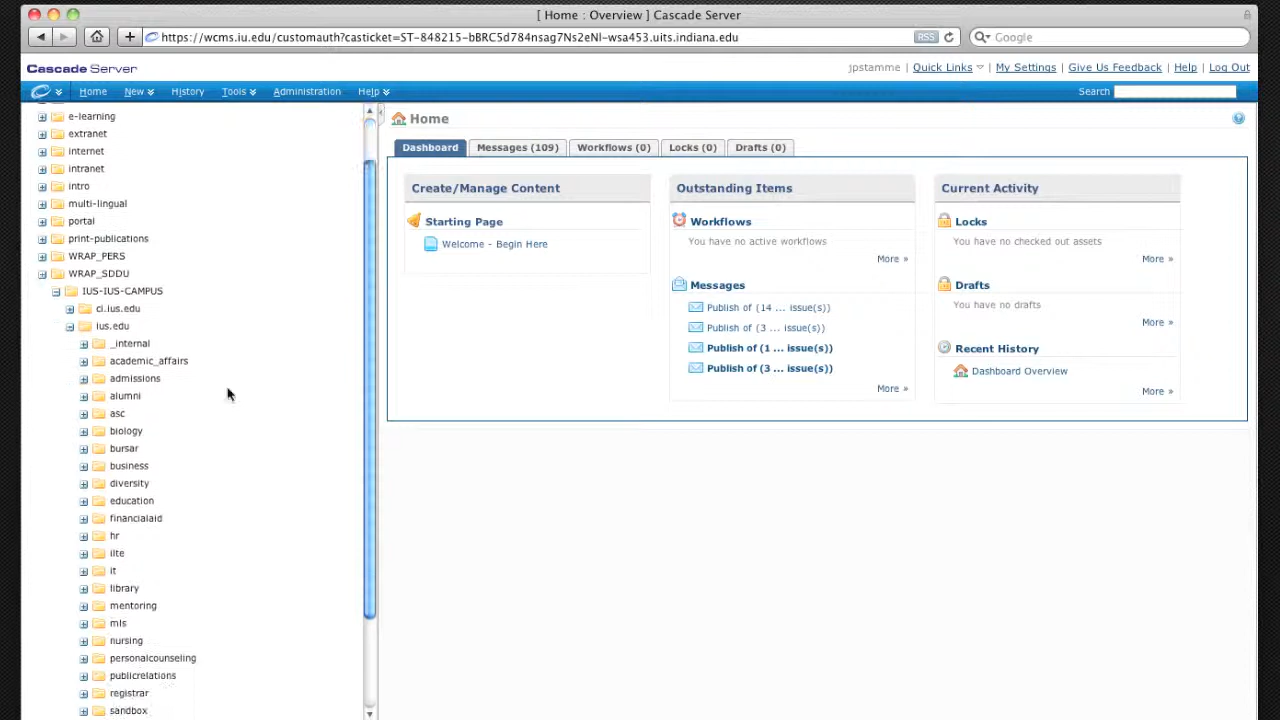 [ Home : Overview ] Cascade Server
https://wcms.iu.edu/customauth?casticket=ST-848215-bBRC5d784nsag7Ns2eNI-wsa453.uits.indiana.edu
RSS
Google
Cascade Server
jpstamme | Quick Links | My Settings | Give Us Feedback | Help | Log Out
Home New History Tools Administration Help Search
e-learning
extranet
internet
intranet
intro
multi-lingual
portal
print-publications
WRAP_PERS
WRAP_SDDU
IUS-IUS-CAMPUS
ci.ius.edu
ius.edu
_internal
academic_affairs
admissions
alumni
asc
biology
bursar
business
diversity
education
financialaid
hr
ilte
it
library
mentoring
mls
nursing
personalcounseling
publicrelations
registrar
sandbox
Home
Dashboard Messages (109) Workflows (0) Locks (0) Drafts (0)
Create/Manage Content
Starting Page
Welcome - Begin Here
Outstanding Items
Workflows
You have no active workflows
More »
Messages
Publish of (14 ... issue(s))
Publish of (3 ... issue(s))
Publish of (1 ... issue(s))
Publish of (3 ... issue(s))
More »
Current Activity
Locks
You have no checked out assets
More »
Drafts
You have no drafts
More »
Recent History
Dashboard Overview
More »